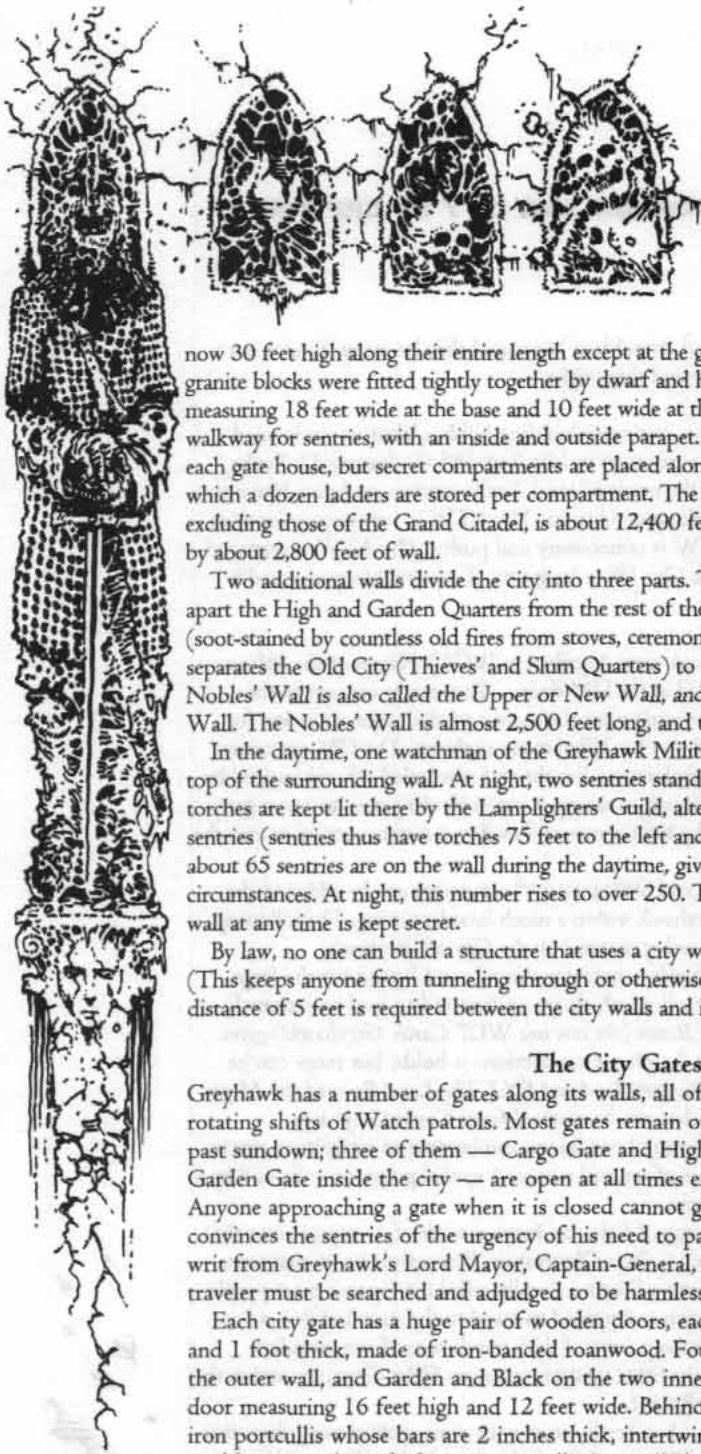 now 30 feet high along their entire length except at the g
granite blocks were fitted tightly together by dwarf and h
measuring 18 feet wide at the base and 10 feet wide at th
walkway for sentries, with an inside and outside parapet.
each gate house, but secret compartments are placed alon
which a dozen ladders are stored per compartment. The
excluding those of the Grand Citadel, is about 12,400 fe
by about 2,800 feet of wall.
Two additional walls divide the city into three parts. T
apart the High and Garden Quarters from the rest of the
(soot-stained by countless old fires from stoves, ceremon
separates the Old City (Thieves' and Slum Quarters) to
Nobles' Wall is also called the Upper or New Wall, and
Wall. The Nobles' Wall is almost 2,500 feet long, and t
In the daytime, one watchman of the Greyhawk Militi
top of the surrounding wall. At night, two sentries stand
torches are kept lit there by the Lamplighters' Guild, alte
sentries (sentries thus have torches 75 feet to the left and
about 65 sentries are on the wall during the daytime, giv
circumstances. At night, this number rises to over 250. T
wall at any time is kept secret.
By law, no one can build a structure that uses a city w
(This keeps anyone from tunneling through or otherwise
distance of 5 feet is required between the city walls and i
The City Gates
Greyhawk has a number of gates along its walls, all of
rotating shifts of Watch patrols. Most gates remain o
past sundown; three of them — Cargo Gate and High
Garden Gate inside the city — are open at all times e
Anyone approaching a gate when it is closed cannot g
convinces the sentries of the urgency of his need to pa
writ from Greyhawk's Lord Mayor, Captain-General,
traveler must be searched and adjudged to be harmless
Each city gate has a huge pair of wooden doors, eac
and 1 foot thick, made of iron-banded roanwood. Fo
the outer wall, and Garden and Black on the two inne
door measuring 16 feet high and 12 feet wide. Behind
iron portcullis whose bars are 2 inches thick, intertwin